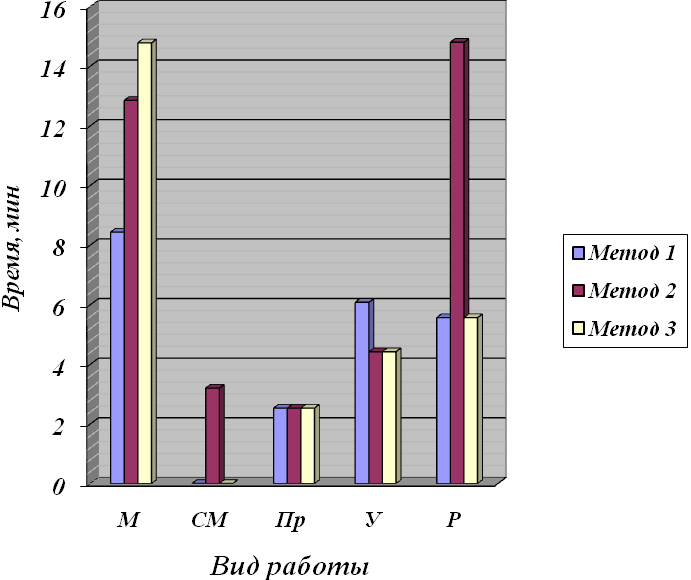 16
14
12
10
8
6
4
2
0
Время, мин
М СМ Пр У Р
Вид работы
Метод 1
Метод 2
Метод 3